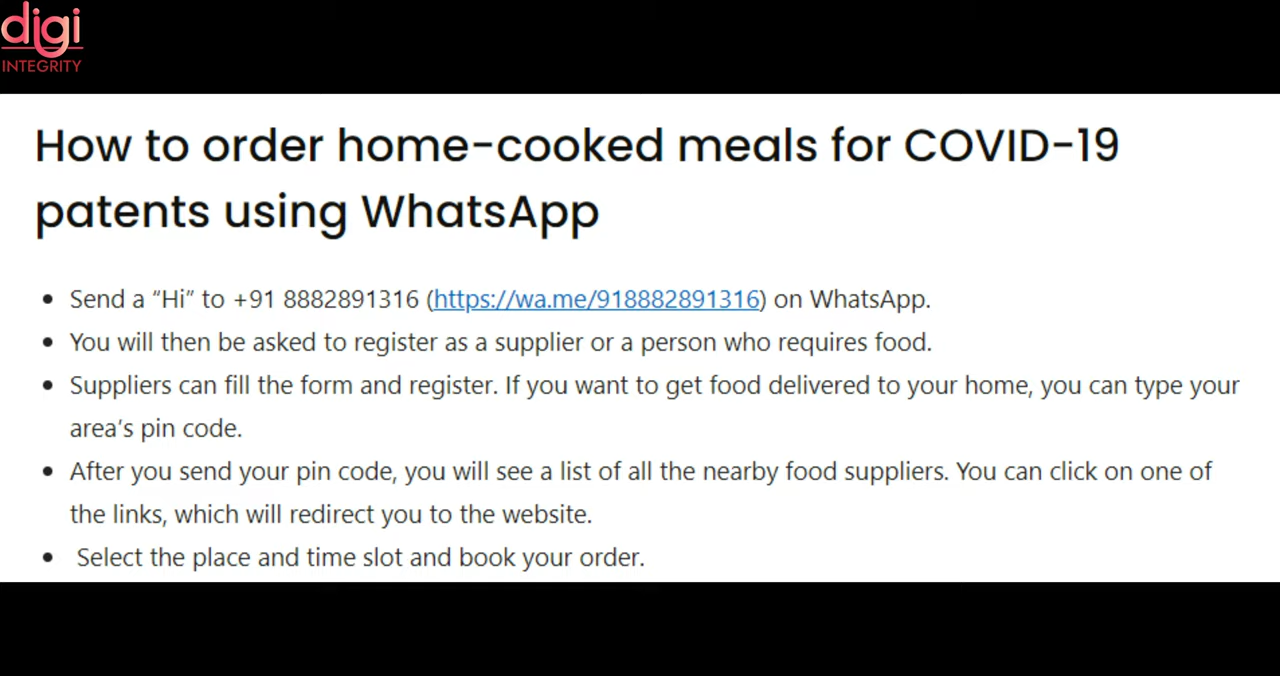 digi
INTEGRITY
How to order home-cooked meals for COVID-19
patents using WhatsApp
• Send a “Hi” to +91 8882891316 (https://wa.me/918882891316) on WhatsApp.
• You will then be asked to register as a supplier or a person who requires food.
• Suppliers can fill the form and register. If you want to get food delivered to your home, you can type your
area’s pin code.
• After you send your pin code, you will see a list of all the nearby food suppliers. You can click on one of
the links, which will redirect you to the website.
• Select the place and time slot and book your order.